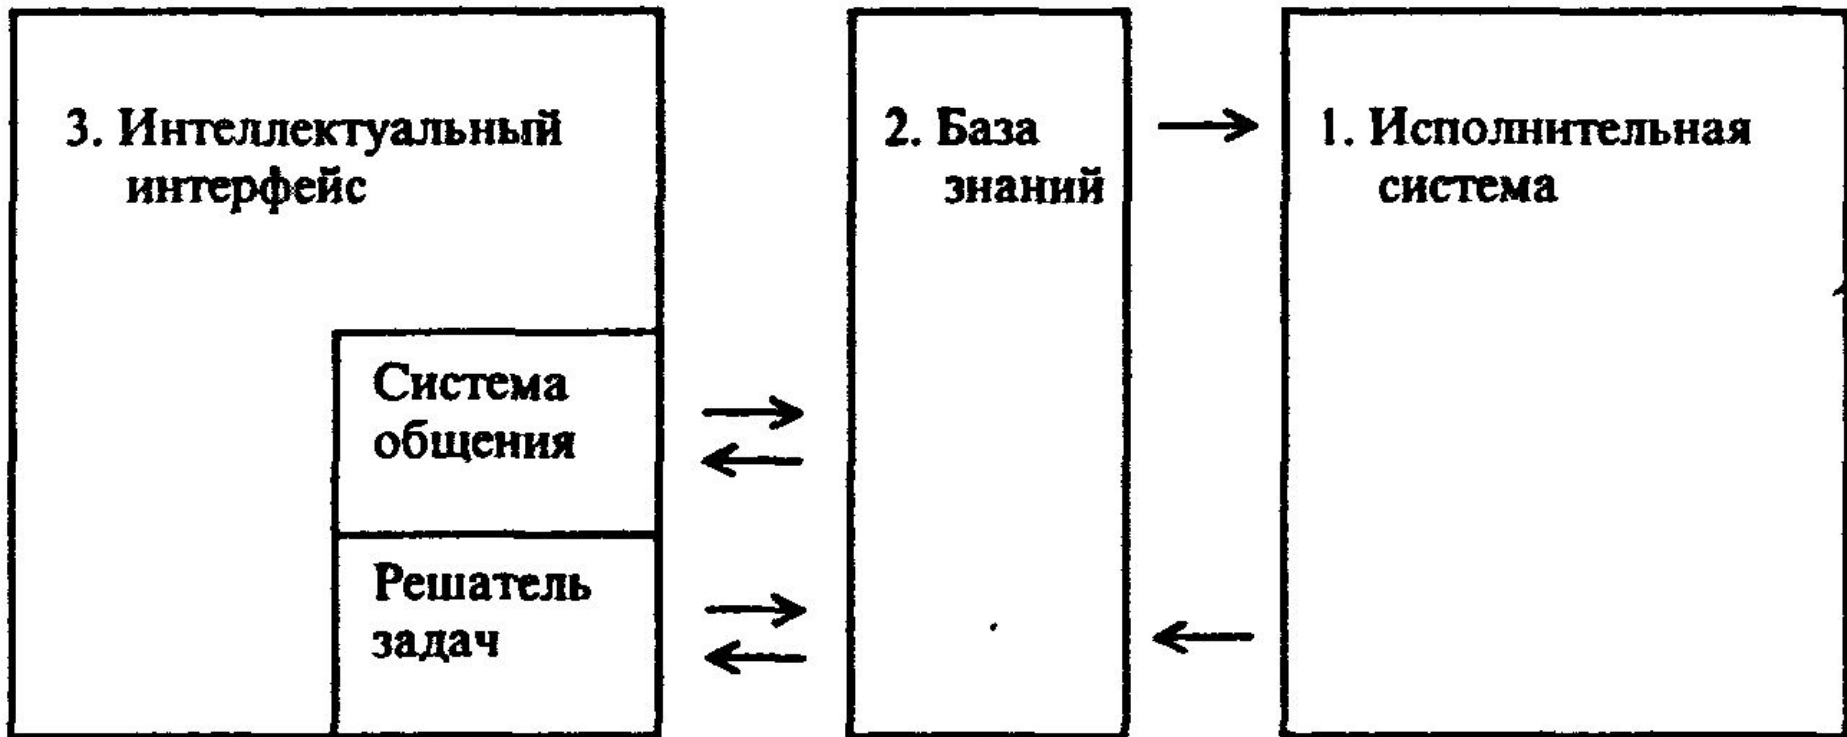 3. Интеллектуальный
интерфейс
Система
общения
Решатель
задач
2. База
знаний
1. Исполнительная
система